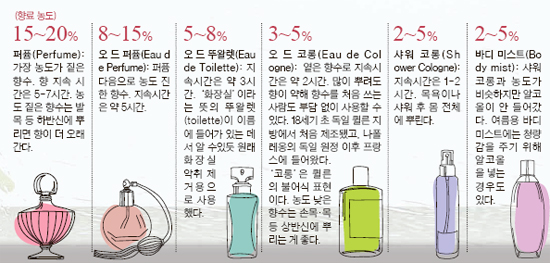 (향료 농도)
15~20%
퍼퓸(Perfume):
가장 농도가 짙은
향수. 향 지속 시
간은 5~7시간. 농
도 짙은 향수는 발
목 등 하반신에 뿌
리면 향이 더 오래
간다.
8~15%
오드 퍼퓸(Eau d
e Perfume): 퍼퓸
다음으로 농도 진
한 향수. 지속시간
은 약 5시간.
5~8%
오드 뚜왈렛(Eau
de Toilette): 지
속시간은 약 3시
간. ‘화장실’ 이라
는 뜻의 뚜왈렛
(toilette)이 이름
에 들어가 있는 데
서 알 수있듯 원래
화장실
악취 제
거용으
로 사용
했다.
3~5%
오 드 코롱(Eau de Col
ogne): 옅은 향수로 지속시
간은 약 2시간. 많이 뿌려도
향이 약해 향수를 처음 쓰는
사람도 부담 없이 사용할 수
있다. 18세기 초 독일 퀼른 지
방에서 처음 제조됐고, 나폴
레옹의 독일 원정 이후 프랑
스에 들어왔다.
‘코롱’ 은 퀼른
의 불어식 표현
이다. 농도 낮은
향수는 손목·목
등 상반신에 뿌
리는 게 좋다.
2~5%
샤워 코롱(Sh
ower Cologne):
지속시간은 1~2
시간. 목욕이나
샤워 후 몸 전체
에 뿌린다.
2~5%
바디 미스트(Bo
dy mist): 샤워
코롱과 농도가
비슷하지만 알코
올이 안 들어갔
다. 여름용 바디
미스트에는 청량
감을 주기 위해
알코올
을 넣는
경우도
있다.